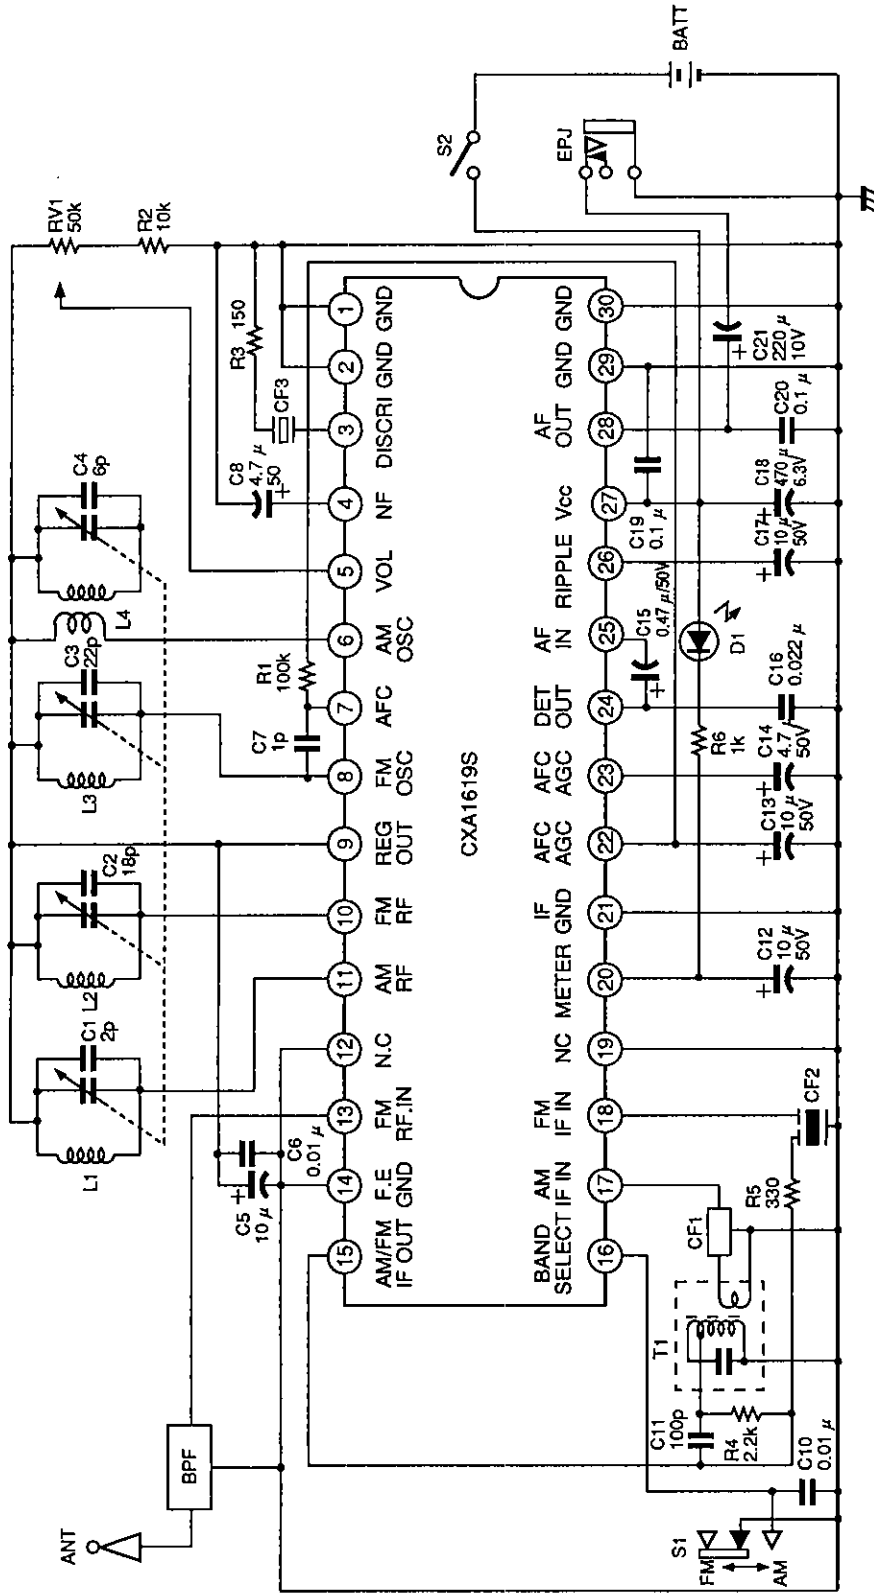 ANT
BPF
L1
C1
2p
L2
C2
18p
L3
C3
22p
L4
C4
6p
RV1
50k
R2
10k
C5
10 μ
C6
0.01 μ
C7
1p
R1
100k
C8
4.7 μ
50
CF3
R3 150
15
14
13
12
11
10
9
8
7
6
5
4
3
2
1
AM/FM
IF OUT
F.E
GND
FM
RF.IN
N.C
AM
RF
FM
RF
REG
OUT
FM
OSC
AFC
AM
OSC
VOL
NF
DISCRI
GND
GND
CXA1619S
BAND
SELECT
AM
IF IN
FM
IF IN
NC
METER
IF
GND
AFC
AGC
AFC
AGC
DET
OUT
AF
IN
RIPPLE
Vcc
AF
OUT
GND
GND
16
17
18
19
20
21
22
23
24
25
26
27
28
29
30
S1
FM
AM
C10
0.01 μ
C11
100p
R4
2.2k
T1
CF1
R5
330
CF2
C12
10 μ
50V
C13
10 μ
50V
C14
4.7 μ
50V
R6
1k
D1
C15
0.47 μ/50V
C16
0.022 μ
C17
10 μ
50V
C18
470 μ
6.3V
C19
0.1 μ
C20
0.1 μ
C21
220 μ
10V
S2
EPJ
BATT